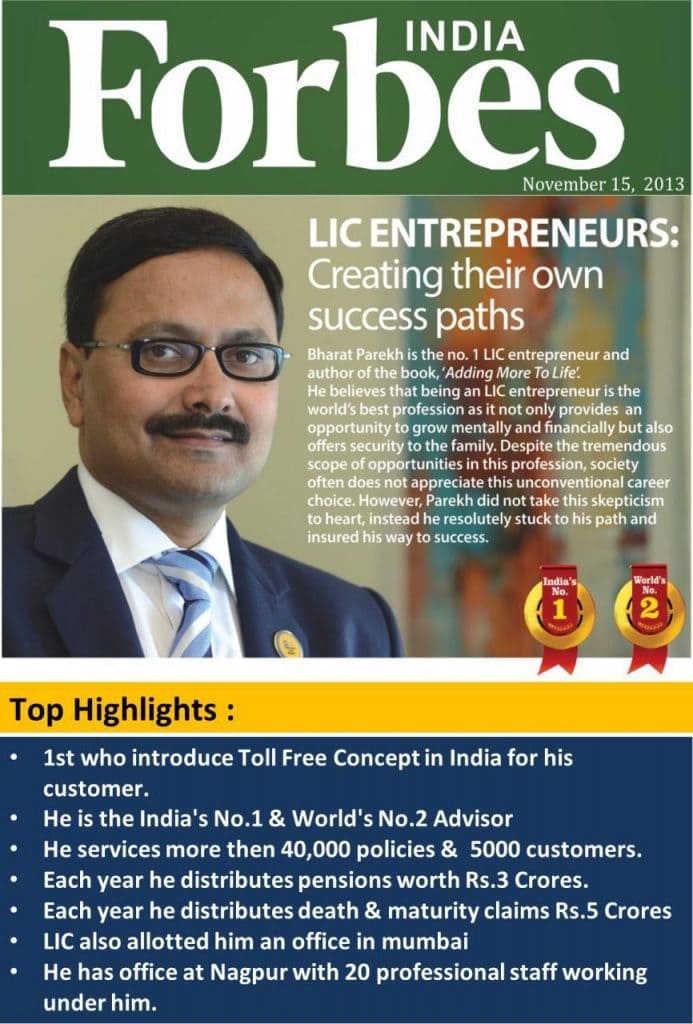 INDIA
Forbes
November 15, 2013
LIC ENTREPRENEURS:
Creating their own
success paths
Bharat Parekh is the no. 1 LIC entrepreneur and
author of the book, 'Adding More To Life'.
He believes that being an LIC entrepreneur is the
world's best profession as it not only provides an
opportunity to grow mentally and financially but also
offers security to the family. Despite the tremendous
scope of opportunities in this profession, society
often does not appreciate this unconventional career
choice. However, Parekh did not take this skepticism
to heart, instead he resolutely stuck to his path and
insured his way to success.
India's
No.
1
World's
No.
2
Top Highlights :
• 1st who introduce Toll Free Concept in India for his
customer.
• He is the India's No.1 & World's No.2 Advisor
• He services more then 40,000 policies & 5000 customers.
• Each year he distributes pensions worth Rs.3 Crores.
• Each year he distributes death & maturity claims Rs.5 Crores
• LIC also allotted him an office in mumbai
• He has office at Nagpur with 20 professional staff working
under him.